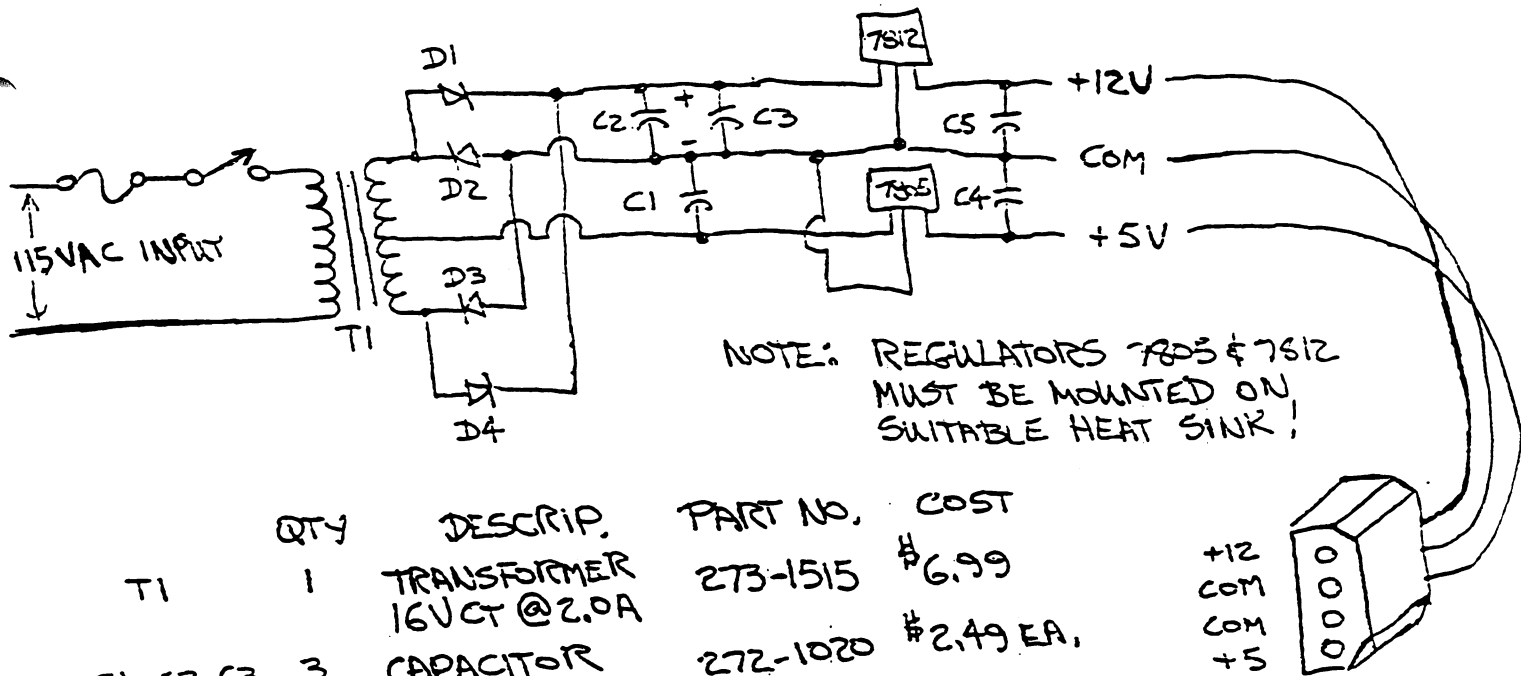 D1
7812
+12V
C2
+
C3
C5
-
COM
D2
C1
7805
C4
+5V
115VAC INPUT
D3
T1
D4
NOTE: REGULATORS 7805 & 7812
MUST BE MOUNTED ON
SUITABLE HEAT SINK!
QTY DESCRIP. PART NO. COST
T1 1 TRANSFORMER 273-1515 $6.99
16VCT @ 2.0A
3 CAPACITOR 272-1020 $2.49 EA.
+12
COM
COM
+5